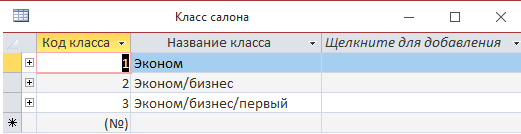 Класс салона
Код класса Название класса Щелкните для добавления
1 Эконом
2 Эконом/бизнес
3 Эконом/бизнес/первый
(№)